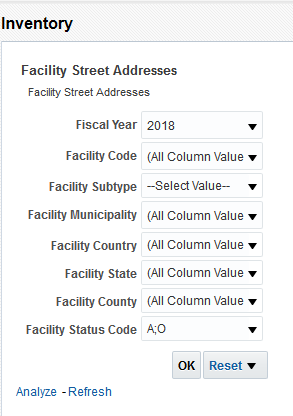 Inventory
Facility Street Addresses
Facility Street Addresses
Fiscal Year 2018
Facility Code (All Column Value
Facility Subtype --Select Value--
Facility Municipality (All Column Value
Facility Country (All Column Value
Facility State (All Column Value
Facility County (All Column Value
Facility Status Code A;O
OK Reset
Analyze - Refresh